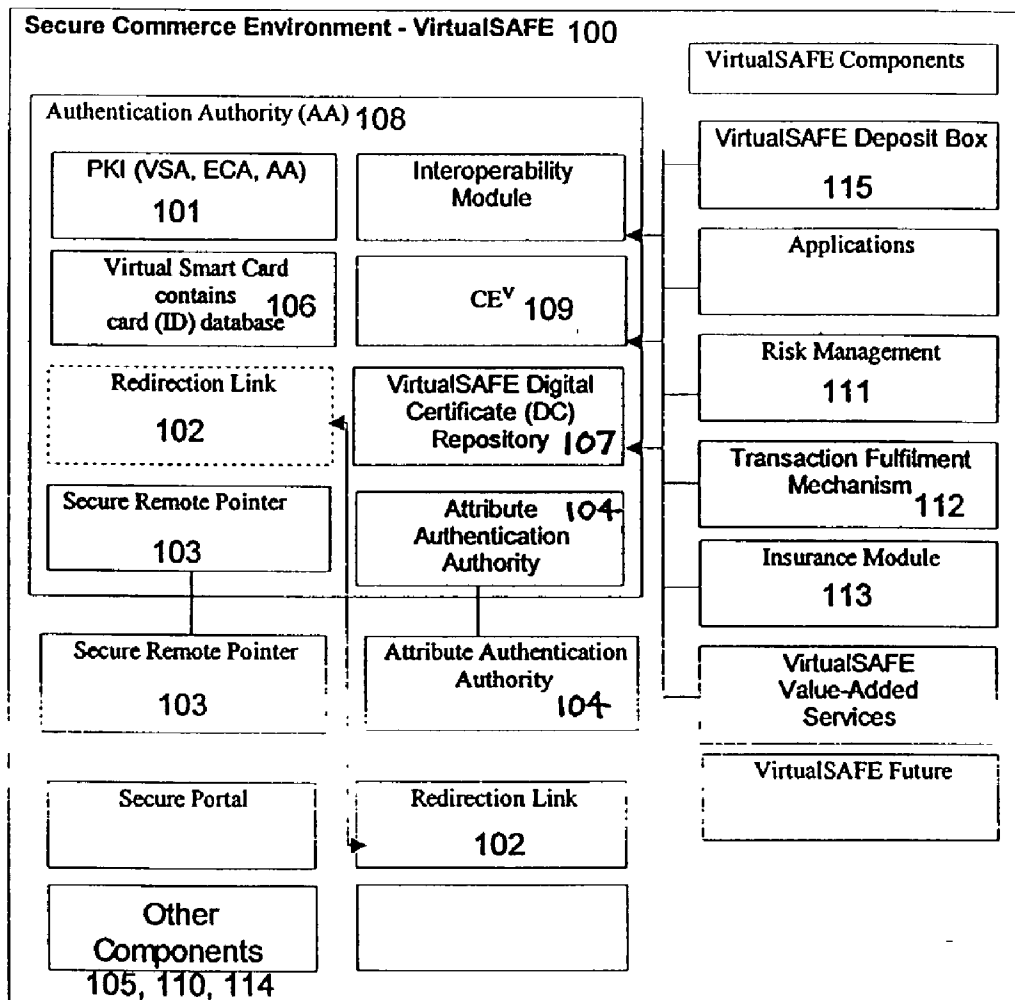 Secure Commerce Environment - VirtualSAFE 100
VirtualSAFE Components
Authentication Authority (AA) 108
PKI (VSA, ECA, AA)
101
Interoperability
Module
VirtualSAFE Deposit Box
115
Virtual Smart Card
contains
card (ID) database 106
CEV 109
Applications
Redirection Link
102
VirtualSAFE Digital
Certificate (DC)
Repository 107
Risk Management
111
Secure Remote Pointer
103
Attribute 104
Authentication
Authority
Transaction Fulfilment
Mechanism 112
Insurance Module
113
Secure Remote Pointer
103
Attribute Authentication
Authority
104
VirtualSAFE
Value-Added
Services
Secure Portal
Redirection Link
102
VirtualSAFE Future
Other
Components
105, 110, 114